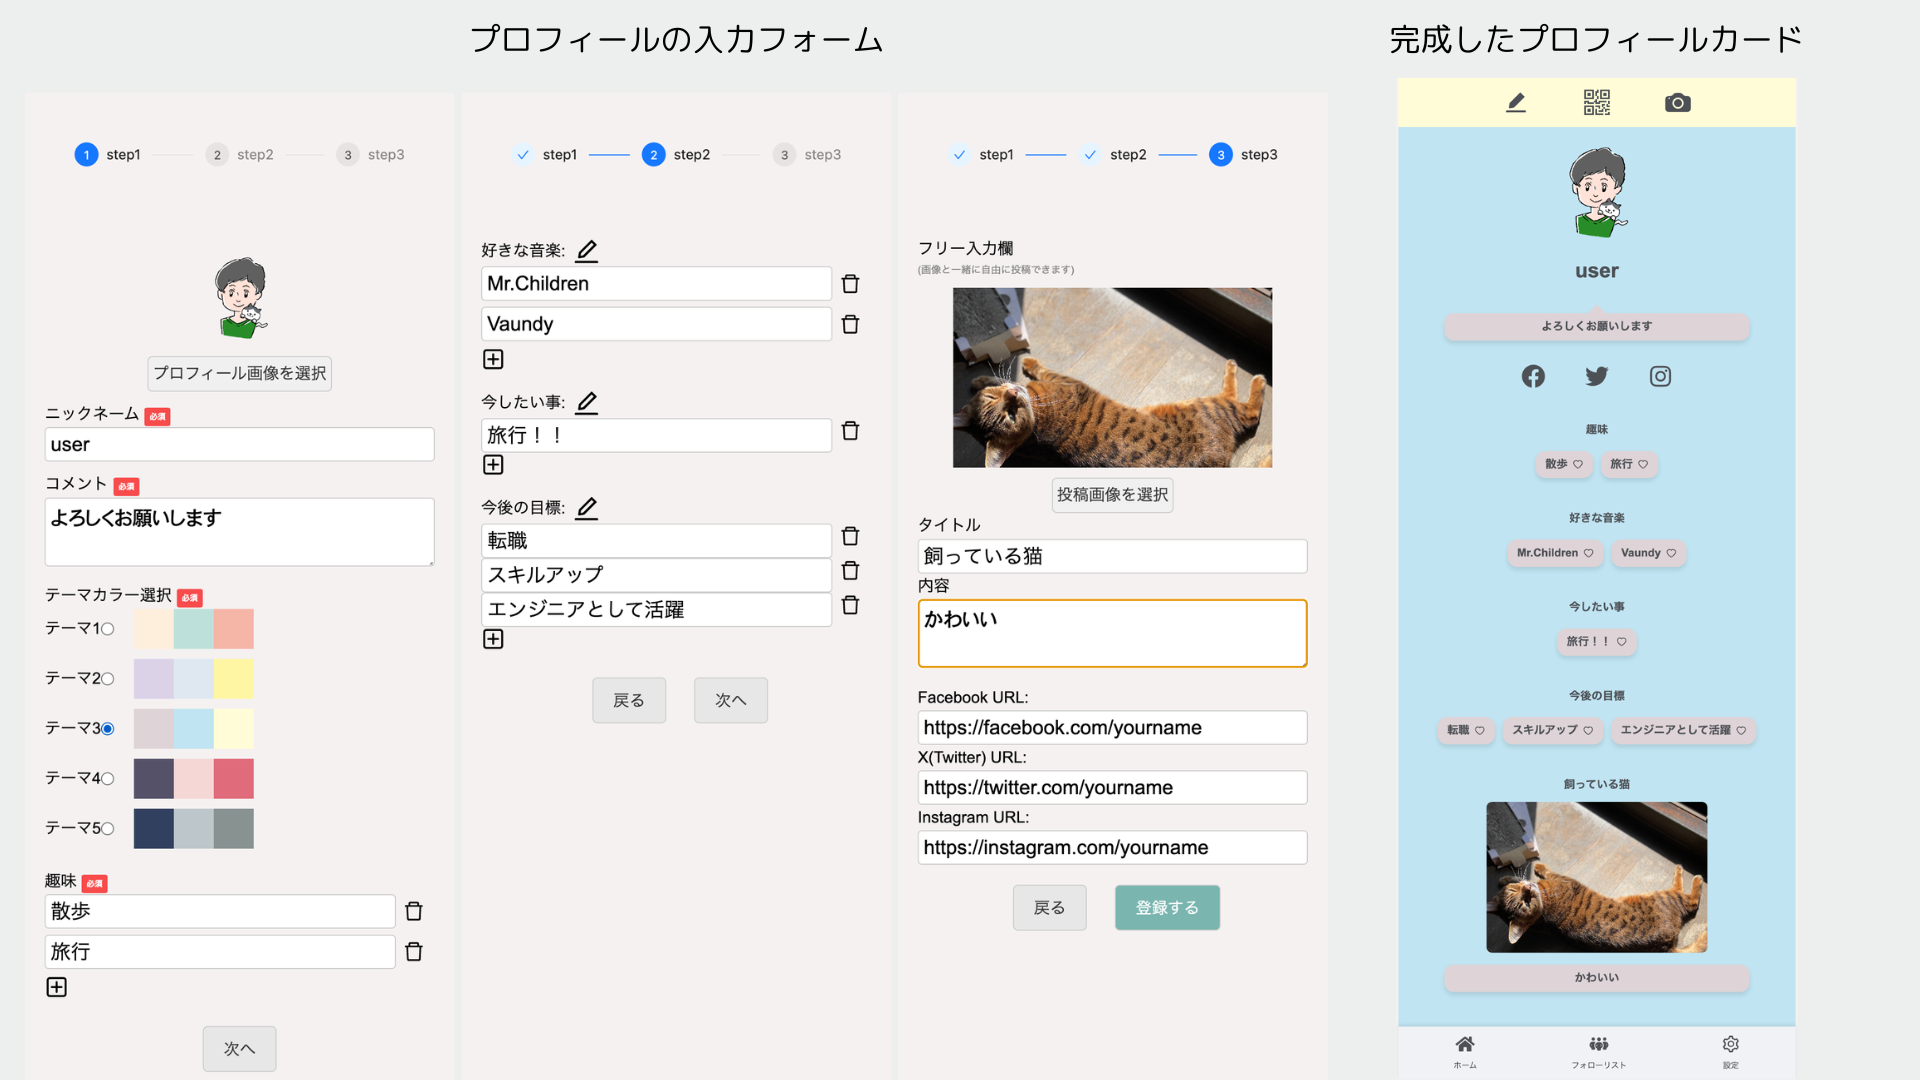 プロフィールの入力フォーム
完成したプロフィールカード
1 step1 2 step2 3 step3
プロフィール画像を選択
ニックネーム 必須
user
コメント 必須
よろしくお願いします
テーマカラー選択 必須
テーマ1
テーマ2
テーマ3
テーマ4
テーマ5
趣味 必須
散歩
旅行
次へ
step1 2 step2 3 step3
好きな音楽:
Mr.Children
Vaundy
今したい事:
旅行！！
今後の目標:
転職
スキルアップ
エンジニアとして活躍
戻る 次へ
step1 step2 3 step3
フリー入力欄
(画像と一緒に自由に投稿できます)
投稿画像を選択
タイトル
飼っている猫
内容
かわいい
Facebook URL:
https://facebook.com/yourname
X(Twitter) URL:
https://twitter.com/yourname
Instagram URL:
https://instagram.com/yourname
戻る 登録する
user
よろしくお願いします
趣味
散歩 旅行
好きな音楽
Mr.Children Vaundy
今したい事
旅行！！
今後の目標
転職 スキルアップ エンジニアとして活躍
飼っている猫
かわいい
ホーム フォローリスト 設定